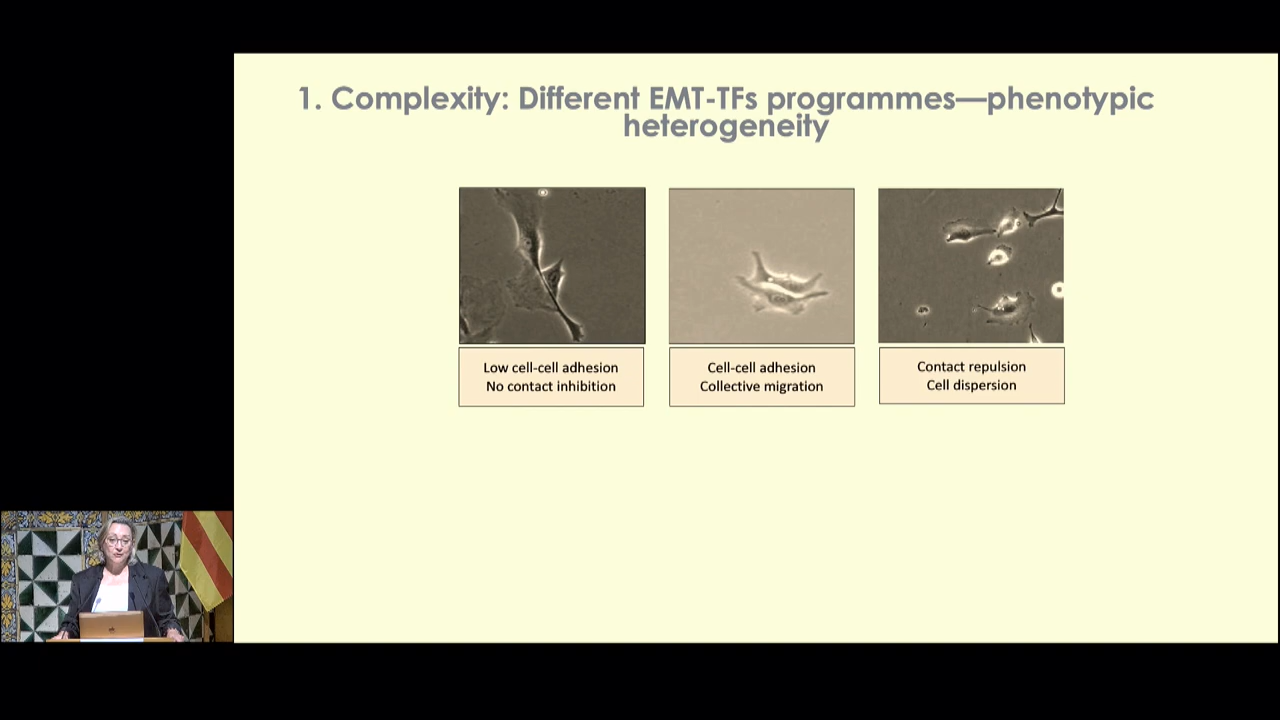 1. Complexity: Different EMT-TFs programmes—phenotypic
heterogeneity
Low cell-cell adhesion
No contact inhibition
Cell-cell adhesion
Collective migration
Contact repulsion
Cell dispersion